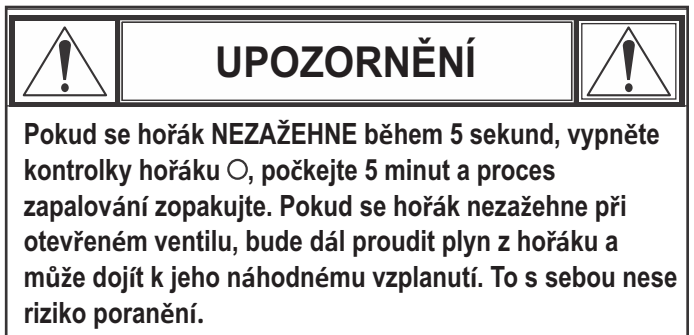 UPOZORNĚNÍ
Pokud se hořák NEZAŽEHNE během 5 sekund, vypněte
kontrolky hořáku ○, počkejte 5 minut a proces
zapalování zopakujte. Pokud se hořák nezažehne při
otevřeném ventilu, bude dál proudit plyn z hořáku a
může dojít k jeho náhodnému vzplanutí. To s sebou nese
riziko poranění.